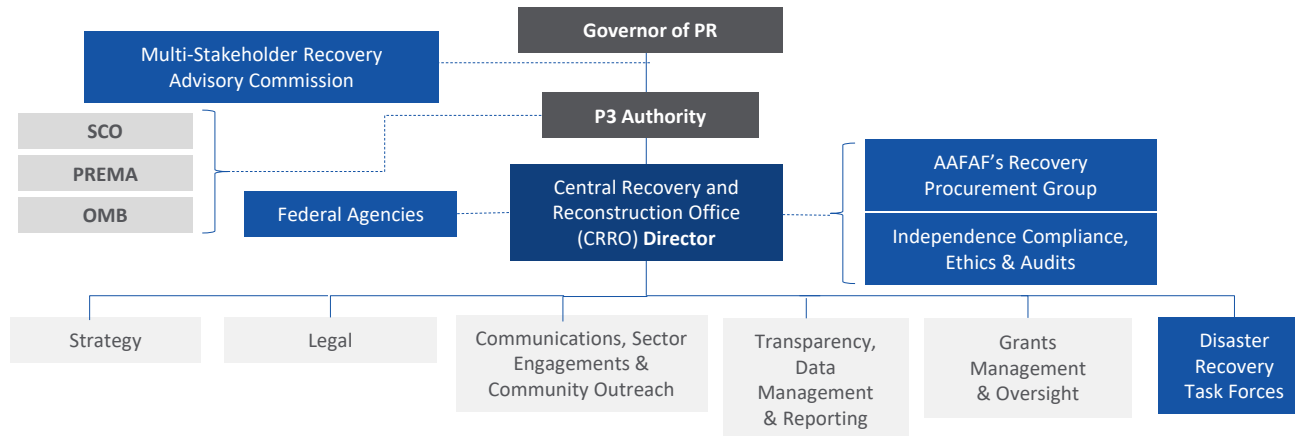 Governor of PR
Multi-Stakeholder Recovery
Advisory Commission
P3 Authority
SCO
PREMA
OMB
Federal Agencies
Central Recovery and
Reconstruction Office
(CRRO) Director
AAFAF's Recovery
Procurement Group
Independence Compliance,
Ethics & Audits
Strategy
Legal
Communications, Sector
Engagements &
Community Outreach
Transparency,
Data
Management
& Reporting
Grants
Management
& Oversight
Disaster
Recovery
Task Forces